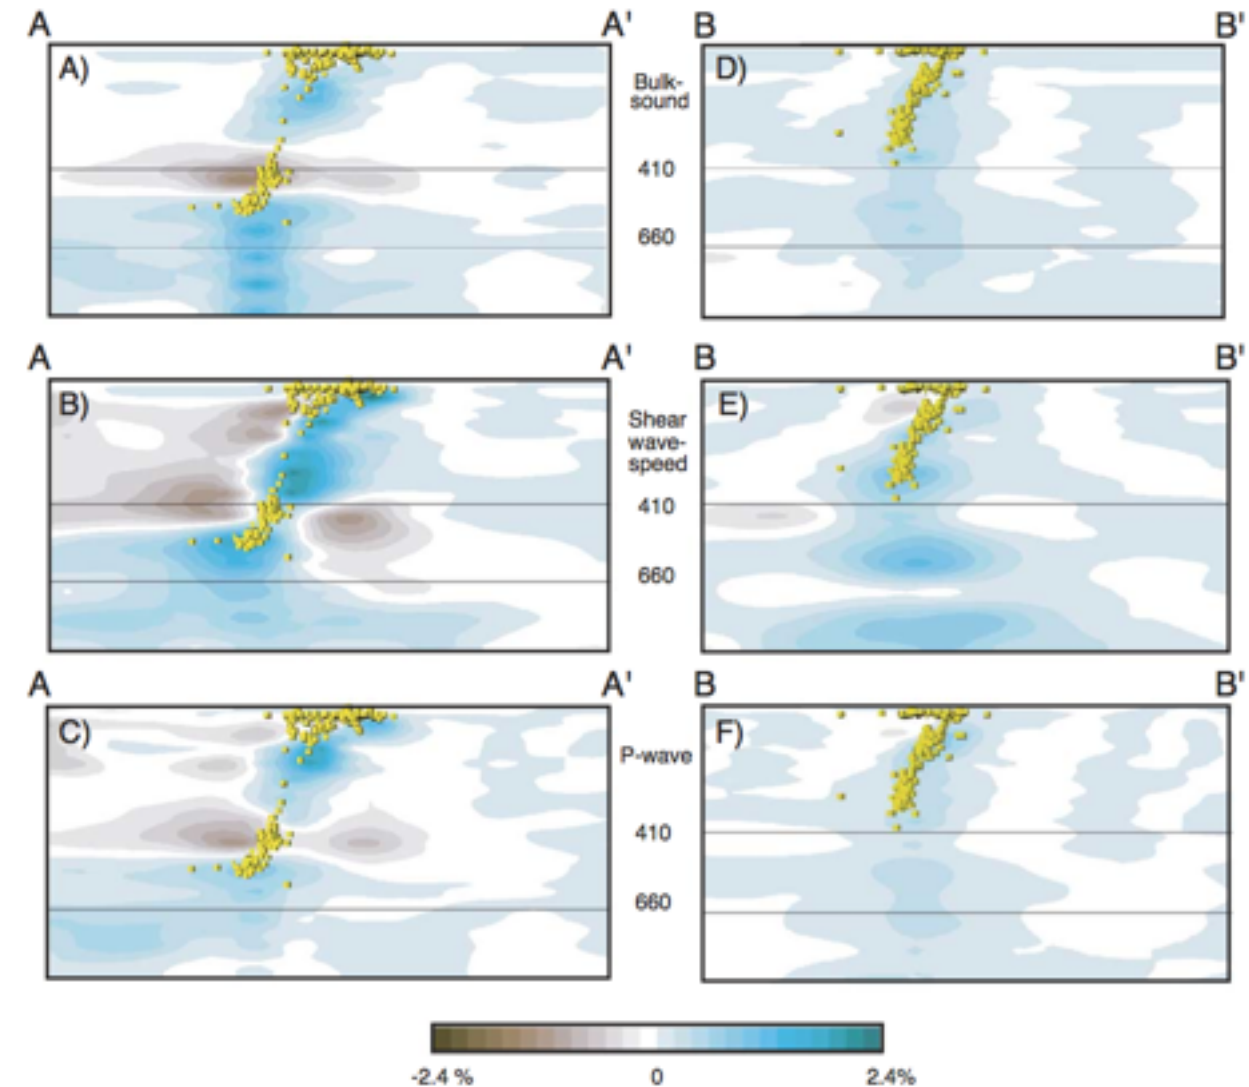 A A' B B'
A) D)
Bulk-
sound
410
660
A A' B B'
B) E)
Shear
wave-
speed
410
660
A A' B B'
C) F)
P-wave
410
660
-2.4 % 0 2.4%